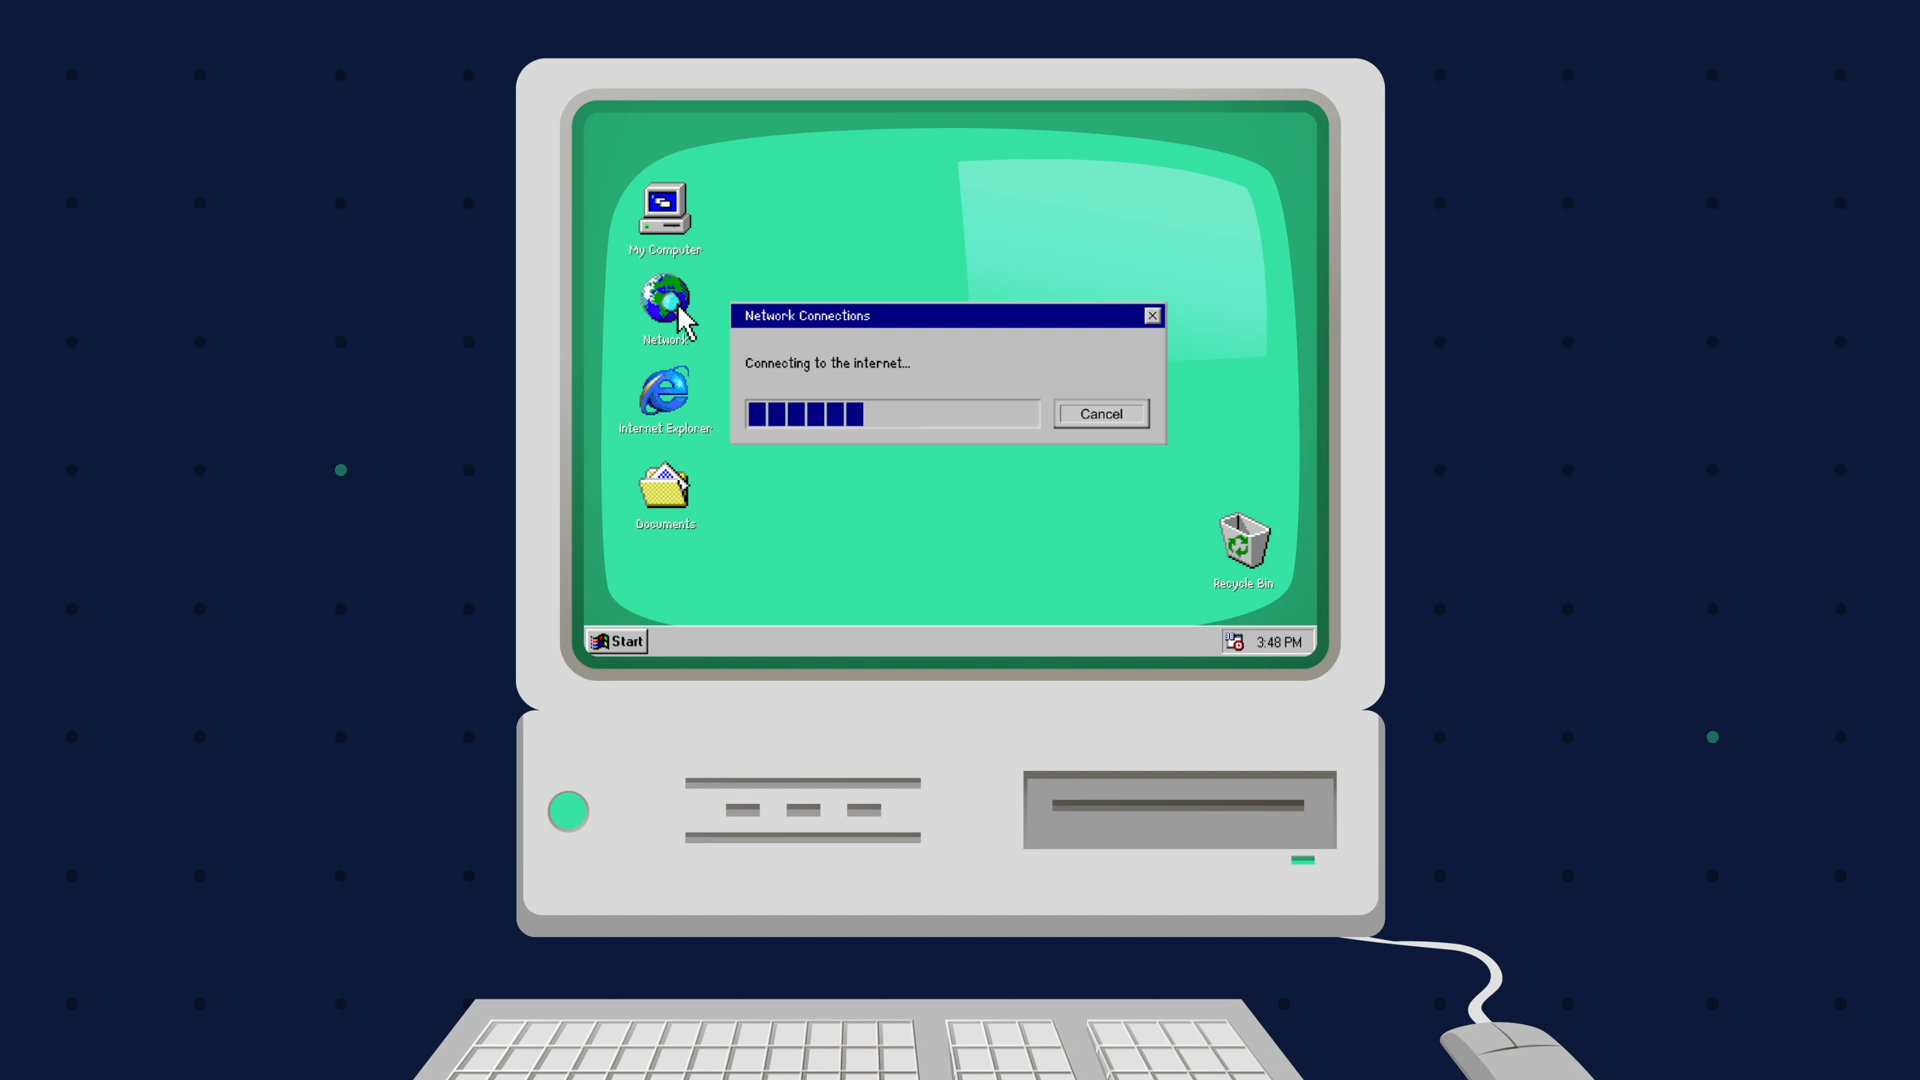 My Computer
Network
Internet Explorer
Documents
Network Connections
Connecting to the internet...
Cancel
Recycle Bin
Start
3:48 PM